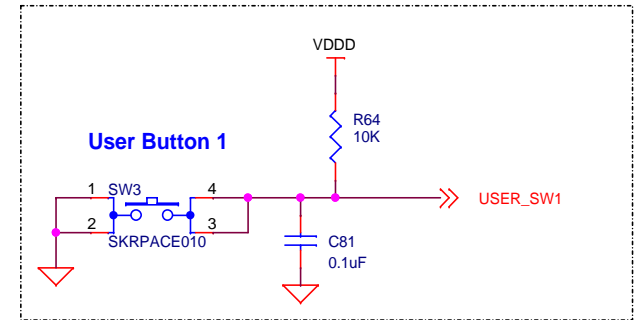 VDDD
R64
10K
User Button 1
1 SW3 4
USER_SW1
2 3
SKRPACE010
C81
0.1uF